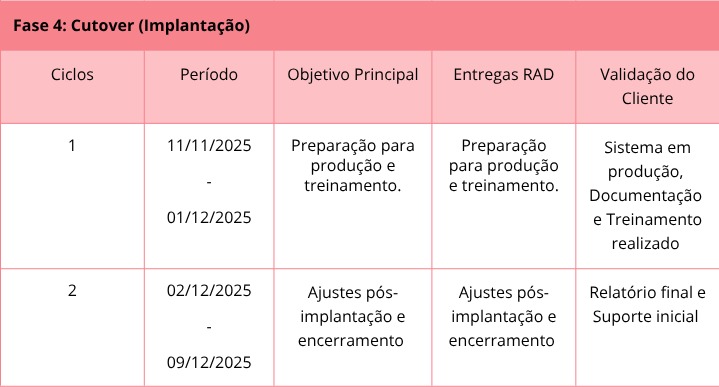 Fase 4: Cutover (Implantação)
Ciclos
Período
Objetivo Principal
Entregas RAD
Validação do
Cliente
1
11/11/2025
-
01/12/2025
Preparação para
produção e
treinamento.
Preparação
para produção
e treinamento.
Sistema em
produção,
Documentação
e Treinamento
realizado
2
02/12/2025
-
09/12/2025
Ajustes pós-
implantação e
encerramento
Ajustes pós-
implantação e
encerramento
Relatório final e
Suporte inicial